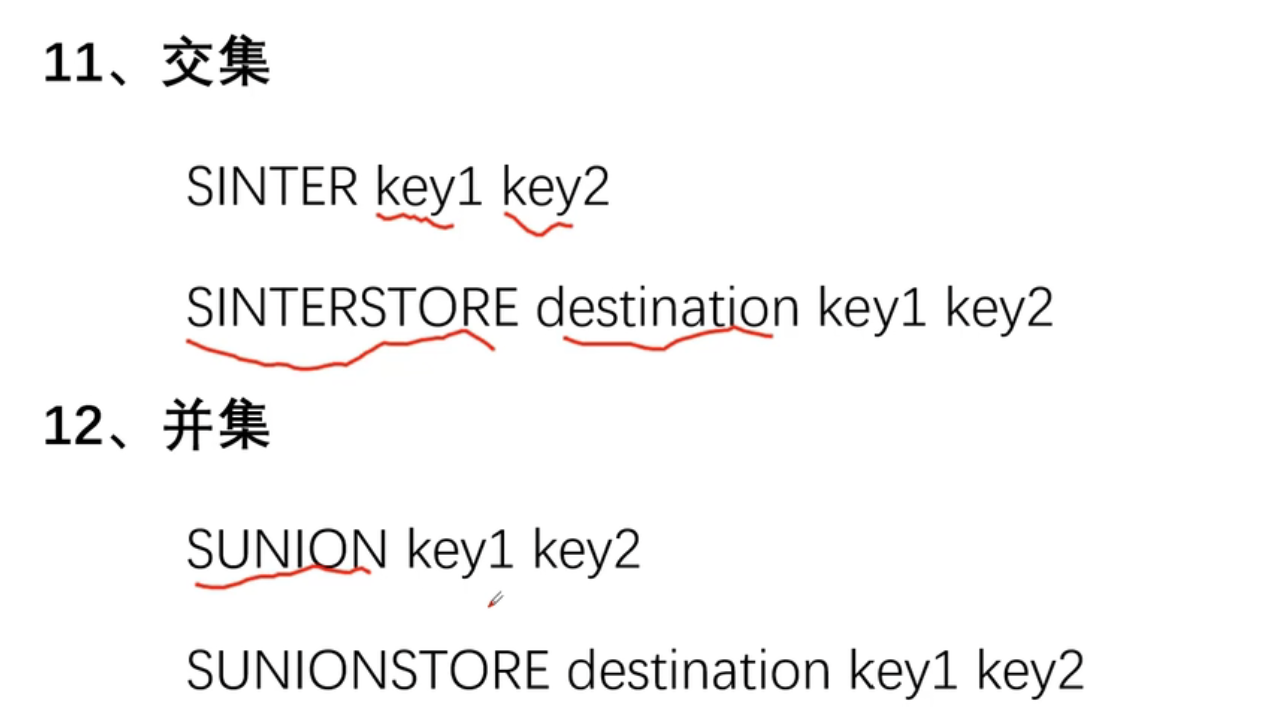 11、交集
SINTER key1 key2
SINTERSTORE destination key1 key2
12、并集
SUNION key1 key2
SUNIONSTORE destination key1 key2